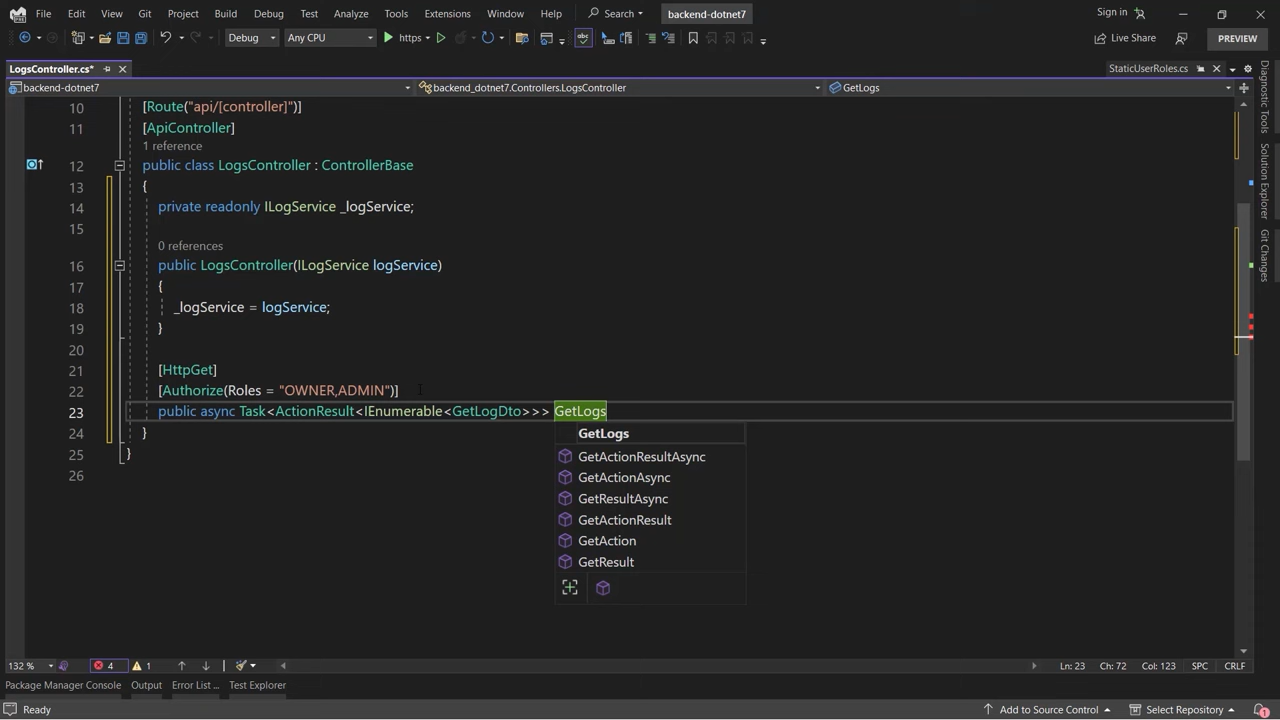 File Edit View Git Project Build Debug Test Analyze Tools Extensions Window Help Search backend-dotnet7 Sign in
Debug Any CPU https Live Share PREVIEW
LogsController.cs* StaticUserRoles.cs
backend-dotnet7 backend_dotnet7.Controllers.LogsController GetLogs
10 [Route("api/[controller]")]
11 [ApiController]
1 reference
12 public class LogsController : ControllerBase
13 {
14 private readonly ILogService _logService;
15
0 references
16 public LogsController(ILogService logService)
17 {
18 _logService = logService;
19 }
20
21 [HttpGet]
22 [Authorize(Roles = "OWNER,ADMIN")]
23 public async Task<ActionResult<IEnumerable<GetLogDto>>> GetLogs
24 }
25 }
26
GetLogs
GetActionResultAsync
GetActionAsync
GetResultAsync
GetActionResult
GetAction
GetResult
Diagnostic Tools
Solution Explorer
Git Changes
132 % 4 1 Ln: 23 Ch: 72 Col: 123 SPC CRLF
Package Manager Console Output Error List ... Test Explorer
Ready Add to Source Control Select Repository 1